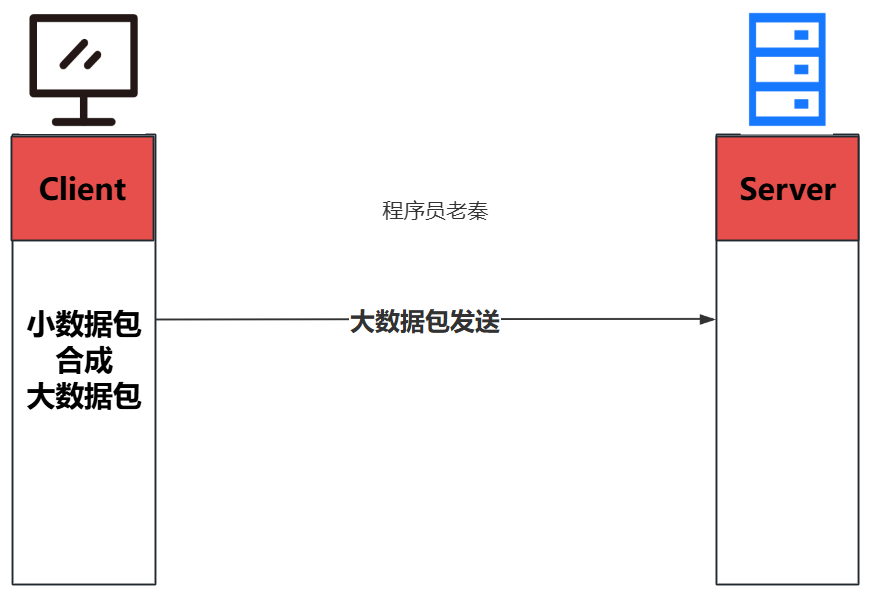 Client
Server
程序员老秦
小数据包
合成
大数据包
大数据包发送